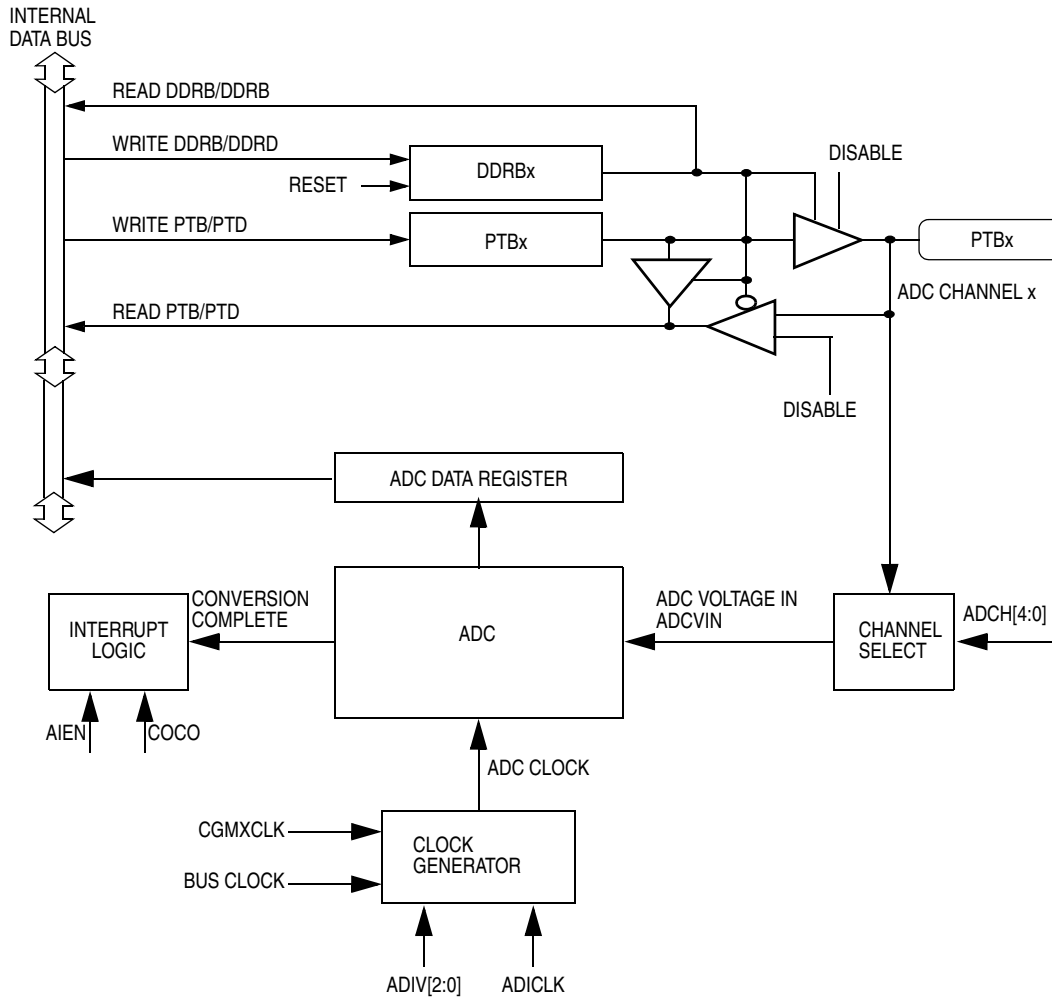 INTERNAL
DATA BUS
READ DDRB/DDRB
WRITE DDRB/DDRD
DISABLE
RESET
DDRBx
WRITE PTB/PTD
PTBx
PTBx
ADC CHANNEL x
READ PTB/PTD
DISABLE
ADC DATA REGISTER
CONVERSION
COMPLETE
INTERRUPT
LOGIC
ADC
ADC VOLTAGE IN
ADCVIN
CHANNEL
SELECT
ADCH[4:0]
AIEN
COCO
ADC CLOCK
CGMXCLK
CLOCK
GENERATOR
BUS CLOCK
ADIV[2:0]
ADICLK